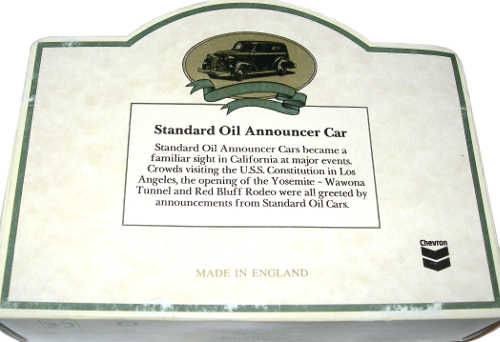 Standard Oil Announcer Car
Standard Oil Announcer Cars became a
familiar sight in California at major events.
Crowds visiting the U.S.S. Constitution in Los
Angeles, the opening of the Yosemite - Wawona
Tunnel and Red Bluff Rodeo were all greeted by
announcements from Standard Oil Cars.
Chevron
MADE IN ENGLAND